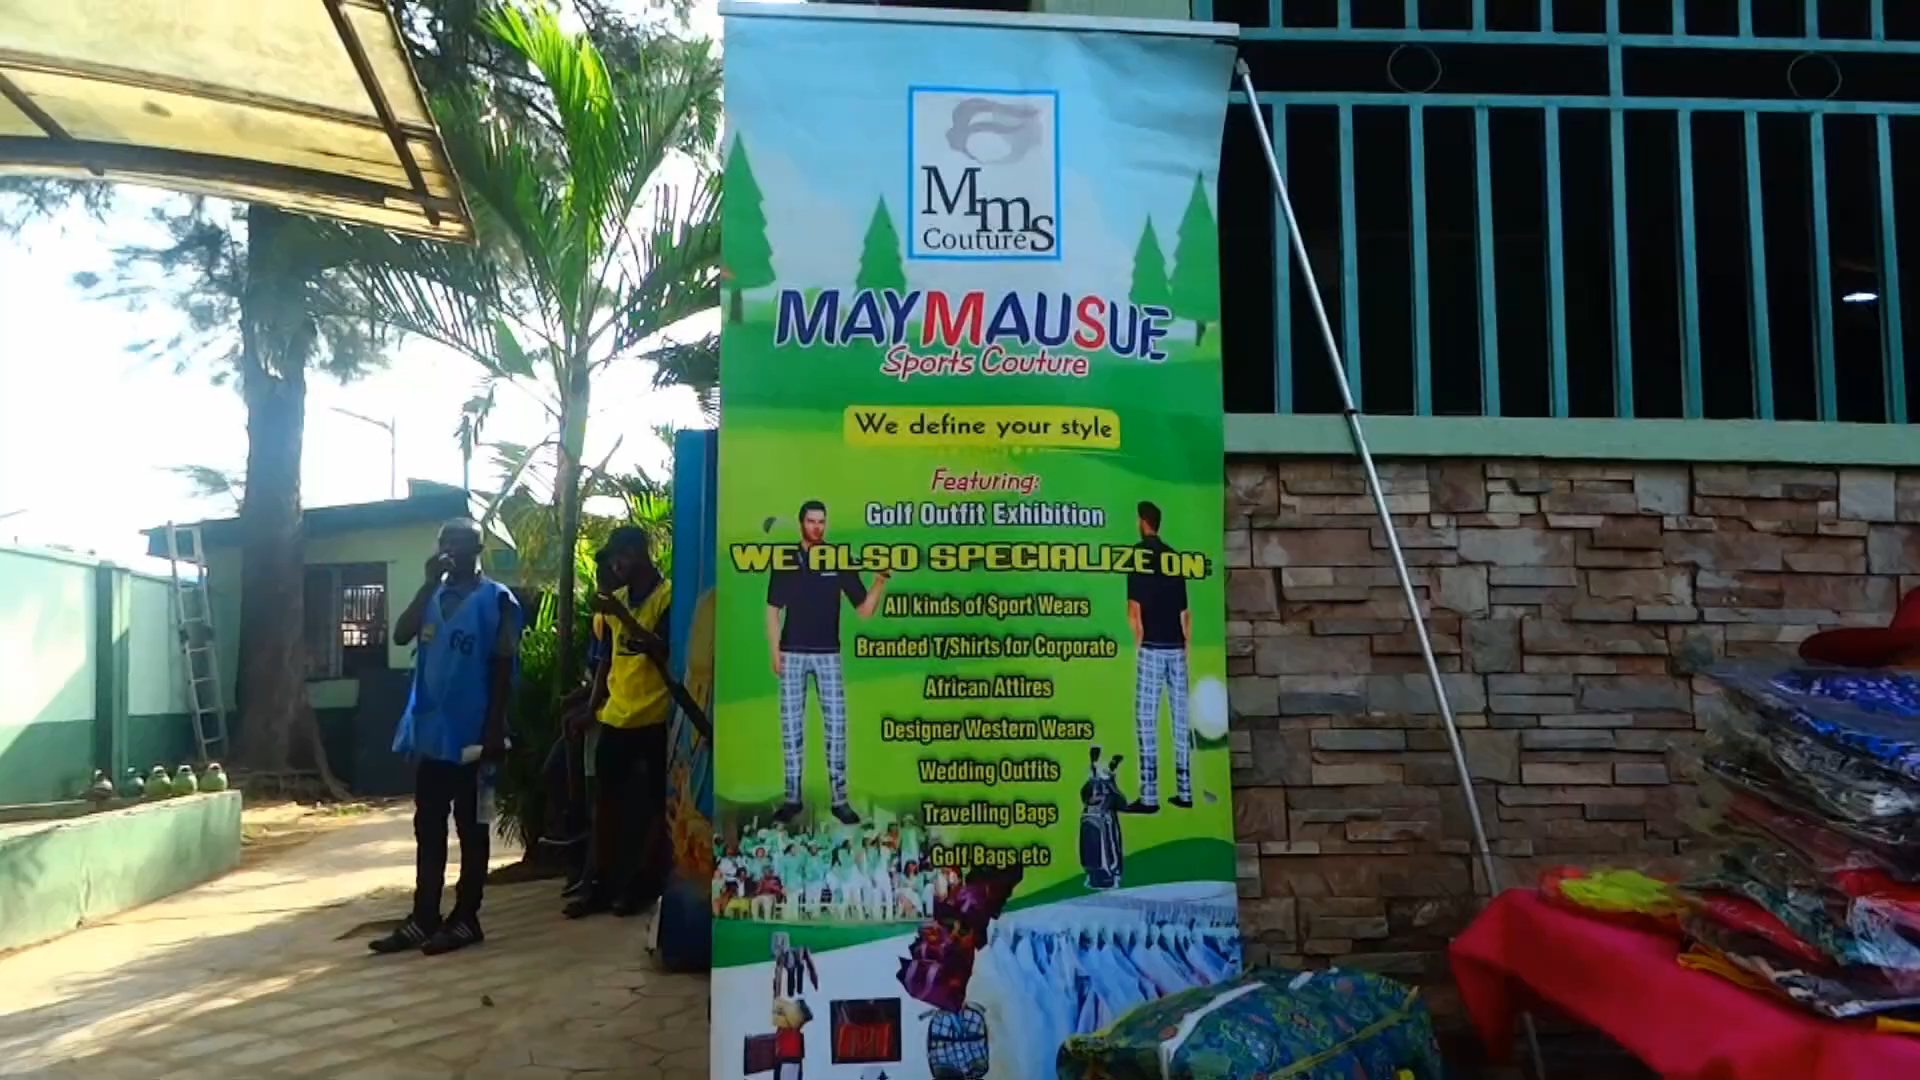 Mms
Couture
MAYMAUSUE
Sports Couture
We define your style
Featuring:
Golf Outfit Exhibition
WE ALSO SPECIALIZE ON:
All kinds of Sport Wears
Branded T/Shirts for Corporate
African Attires
Designer Western Wears
Wedding Outfits
Travelling Bags
Golf Bags etc
66